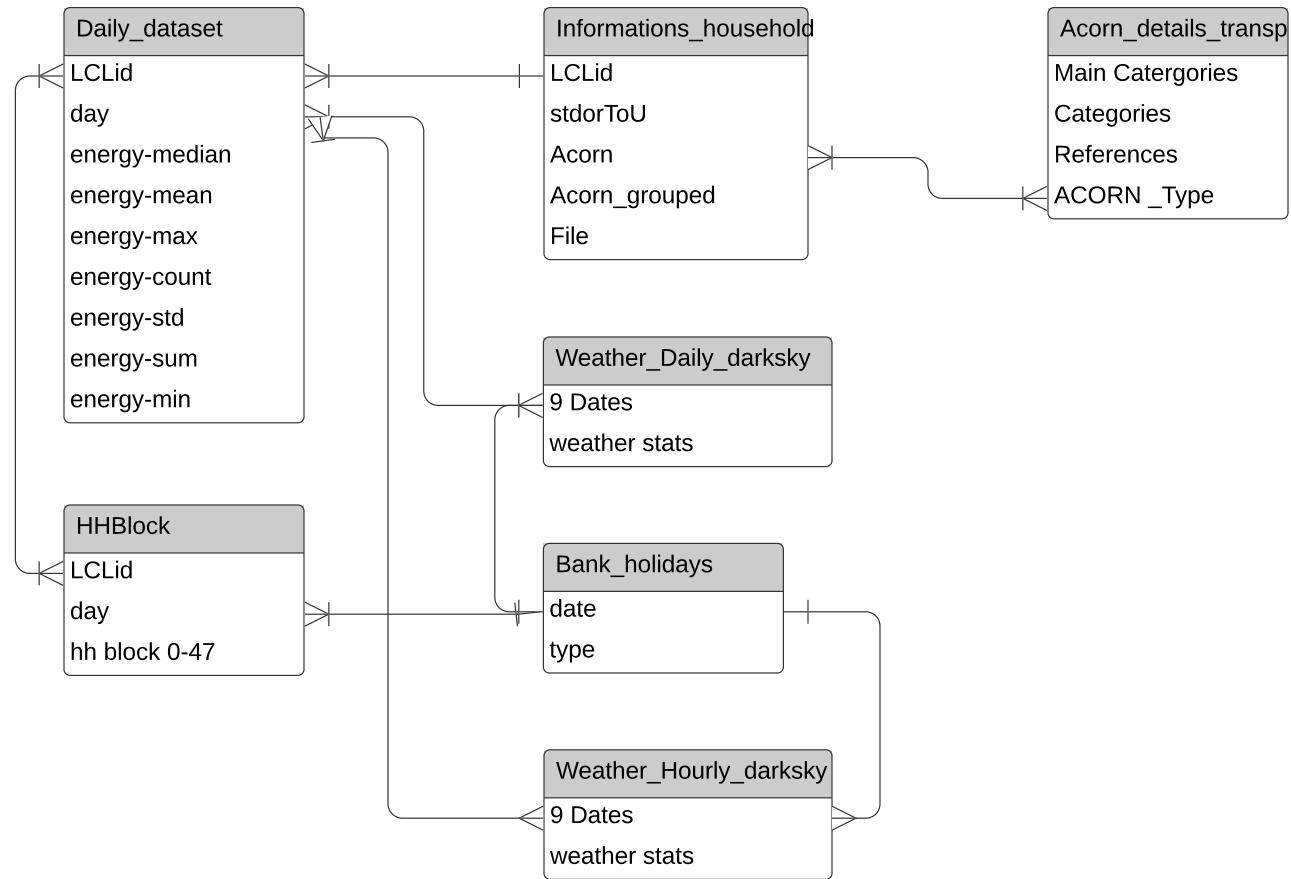 Daily_dataset
LCLid
day
energy-median
energy-mean
energy-max
energy-count
energy-std
energy-sum
energy-min
Informations_household
LCLid
stdorToU
Acorn
Acorn_grouped
File
Acorn_details_transp
Main Catergories
Categories
References
ACORN _Type
Weather_Daily_darksky
9 Dates
weather stats
HHBlock
LCLid
day
hh block 0-47
Bank_holidays
date
type
Weather_Hourly_darksky
9 Dates
weather stats